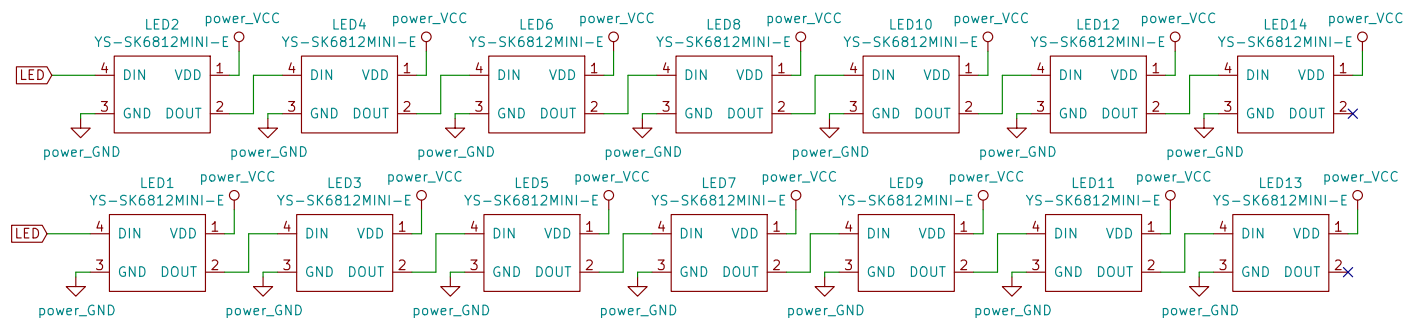 LED2 power_VCC LED4 power_VCC LED6 power_VCC LED8 power_VCC LED10 power_VCC LED12 power_VCC LED14 power_VCC
YS-SK6812MINI-E YS-SK6812MINI-E YS-SK6812MINI-E YS-SK6812MINI-E YS-SK6812MINI-E YS-SK6812MINI-E YS-SK6812MINI-E
LED 4 DIN VDD 1 4 DIN VDD 1 4 DIN VDD 1 4 DIN VDD 1 4 DIN VDD 1 4 DIN VDD 1 4 DIN VDD 1
3 GND DOUT 2 3 GND DOUT 2 3 GND DOUT 2 3 GND DOUT 2 3 GND DOUT 2 3 GND DOUT 2 3 GND DOUT 2
power_GND power_GND power_GND power_GND power_GND power_GND power_GND
LED1 power_VCC LED3 power_VCC LED5 power_VCC LED7 power_VCC LED9 power_VCC LED11 power_VCC LED13 power_VCC
YS-SK6812MINI-E YS-SK6812MINI-E YS-SK6812MINI-E YS-SK6812MINI-E YS-SK6812MINI-E YS-SK6812MINI-E YS-SK6812MINI-E
LED 4 DIN VDD 1 4 DIN VDD 1 4 DIN VDD 1 4 DIN VDD 1 4 DIN VDD 1 4 DIN VDD 1 4 DIN VDD 1
3 GND DOUT 2 3 GND DOUT 2 3 GND DOUT 2 3 GND DOUT 2 3 GND DOUT 2 3 GND DOUT 2 3 GND DOUT 2
power_GND power_GND power_GND power_GND power_GND power_GND power_GND